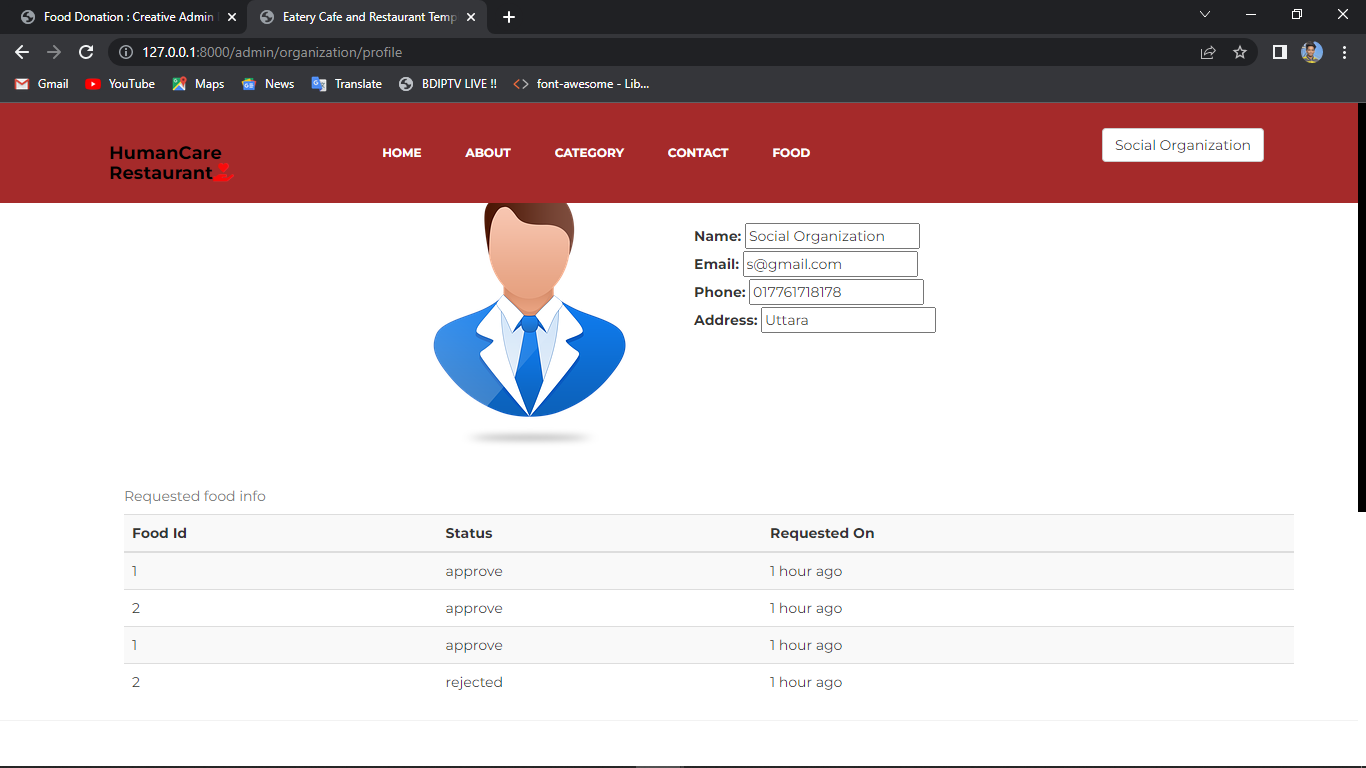 Food Donation : Creative Admin
Eatery Cafe and Restaurant Temp
127.0.0.1:8000/admin/organization/profile
Gmail YouTube Maps News Translate BDIPTV LIVE !! font-awesome - Lib...
HumanCare
Restaurant
HOME ABOUT CATEGORY CONTACT FOOD
Social Organization
Name: Social Organization
Email: s@gmail.com
Phone: 017761718178
Address: Uttara
Requested food info
Food Id Status Requested On
1 approve 1 hour ago
2 approve 1 hour ago
1 approve 1 hour ago
2 rejected 1 hour ago